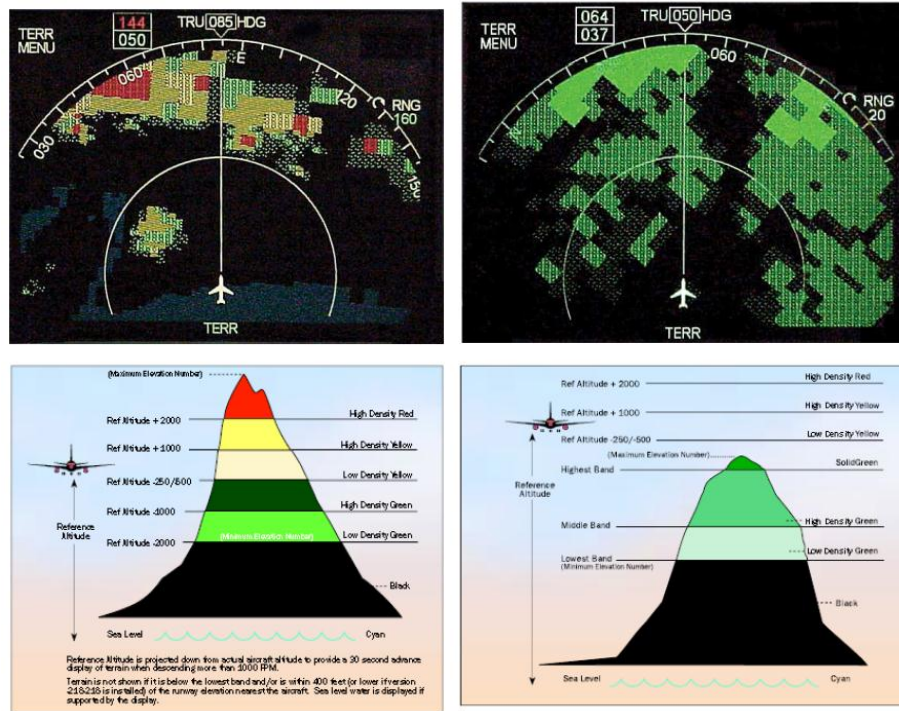 TERR
MENU
144
050
TRU 085 HDG
E
030
060
120
150
RNG
160
TERR
TERR
MENU
064
037
TRU 050 HDG
060
RNG
20
TERR
(Maximum Elevation Number)
Ref Altitude + 2000
High Density Red
Ref Altitude + 1000
High Density Yellow
Ref Altitude -250/-500
Low Density Yellow
Reference
Altitude
Ref Altitude -1000
High Density Green
Ref Altitude -2000
(Minimum Elevation Number)
Low Density Green
Black
Sea Level
Cyan
Reference Altitude is projected down from actual aircraft altitude to provide a 30 second advance
display of terrain when descending more than 1000 FPM.
Terrain is not shown if it is below the lowest band and/or is within 400 feet (or lower if version
-218-218 is installed) of the runway elevation nearest the aircraft. Sea level water is displayed if
supported by the display.
Ref Altitude + 2000
High Density Red
Ref Altitude + 1000
High Density Yellow
Ref Altitude -250/-500
Low Density Yellow
(Maximum Elevation Number)
Highest Band
Solid Green
Reference
Altitude
Middle Band
High Density Green
Lowest Band
(Minimum Elevation Number)
Low Density Green
Black
Sea Level
Cyan